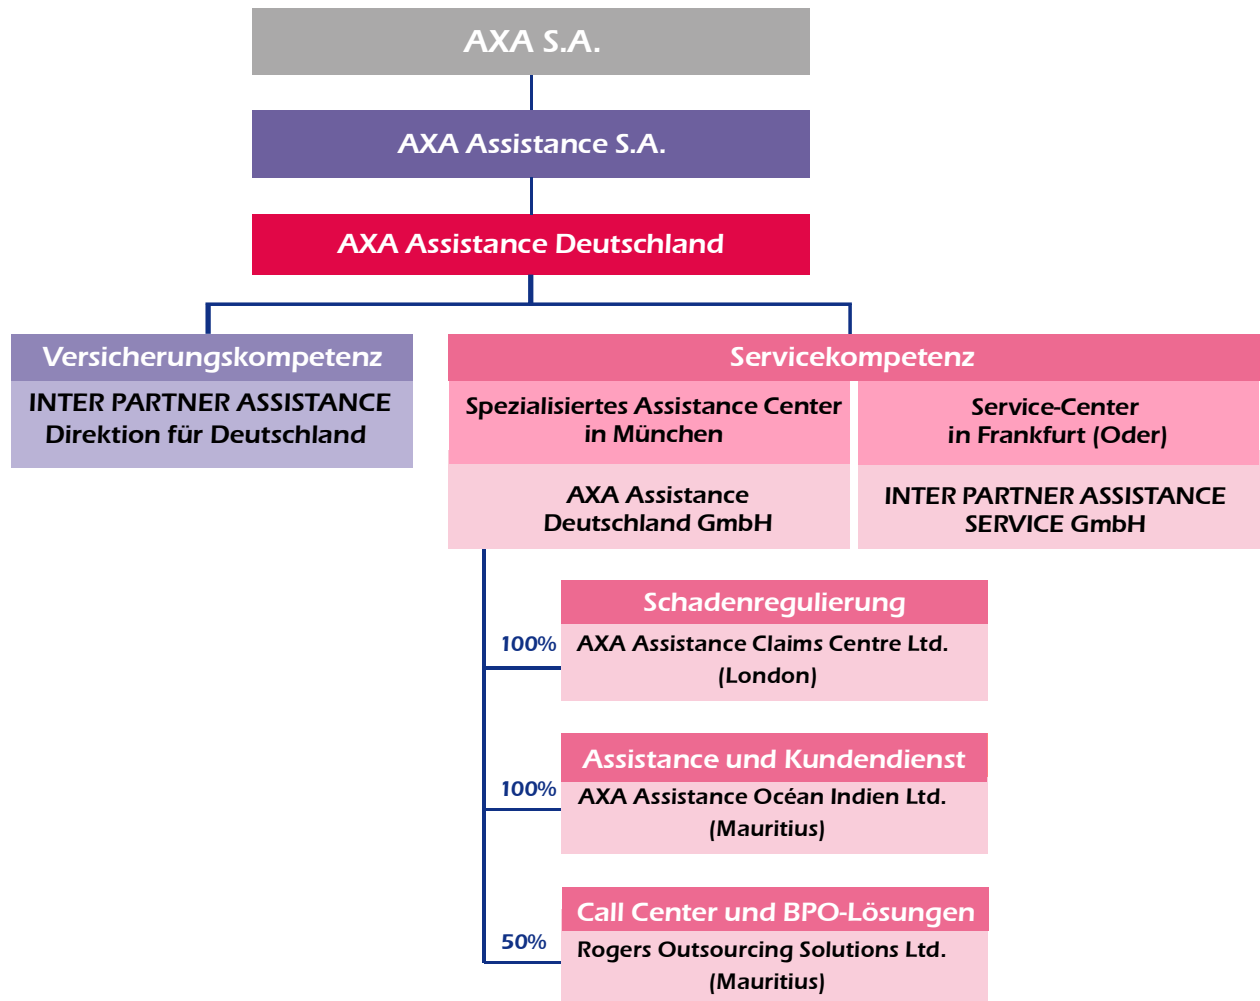 AXA S.A.
AXA Assistance S.A.
AXA Assistance Deutschland
Versicherungskompetenz
INTER PARTNER ASSISTANCE
Direktion für Deutschland
Servicekompetenz
Spezialisiertes Assistance Center
in München
AXA Assistance
Deutschland GmbH
Service-Center
in Frankfurt (Oder)
INTER PARTNER ASSISTANCE
SERVICE GmbH
100%
Schadenregulierung
AXA Assistance Claims Centre Ltd.
(London)
100%
Assistance und Kundendienst
AXA Assistance Océan Indien Ltd.
(Mauritius)
50%
Call Center und BPO-Lösungen
Rogers Outsourcing Solutions Ltd.
(Mauritius)